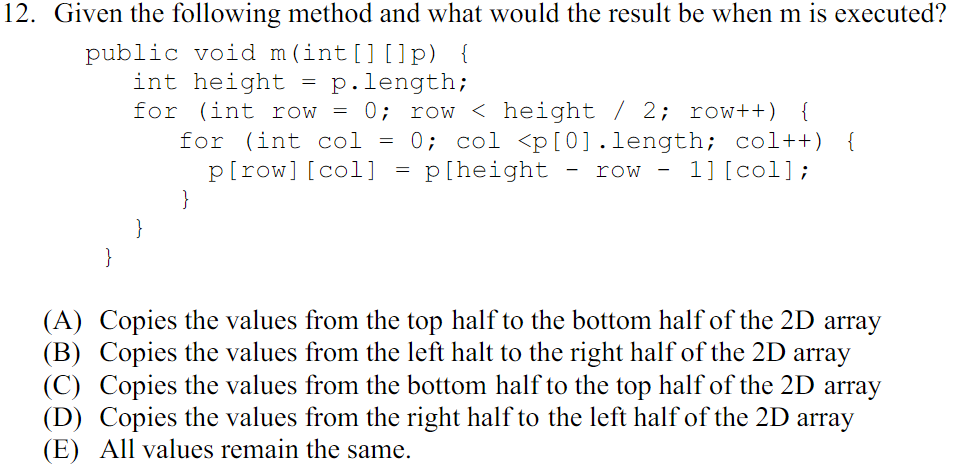 12. Given the following method and what would the result be when m is executed?
public void m(int[][]p) {
int height = p.length;
for (int row = 0; row < height / 2; row++) {
for (int col = 0; col <p[0].length; col++) {
p[row][col] = p[height - row - 1][col];
}
}
}
(A) Copies the values from the top half to the bottom half of the 2D array
(B) Copies the values from the left halt to the right half of the 2D array
(C) Copies the values from the bottom half to the top half of the 2D array
(D) Copies the values from the right half to the left half of the 2D array
(E) All values remain the same.